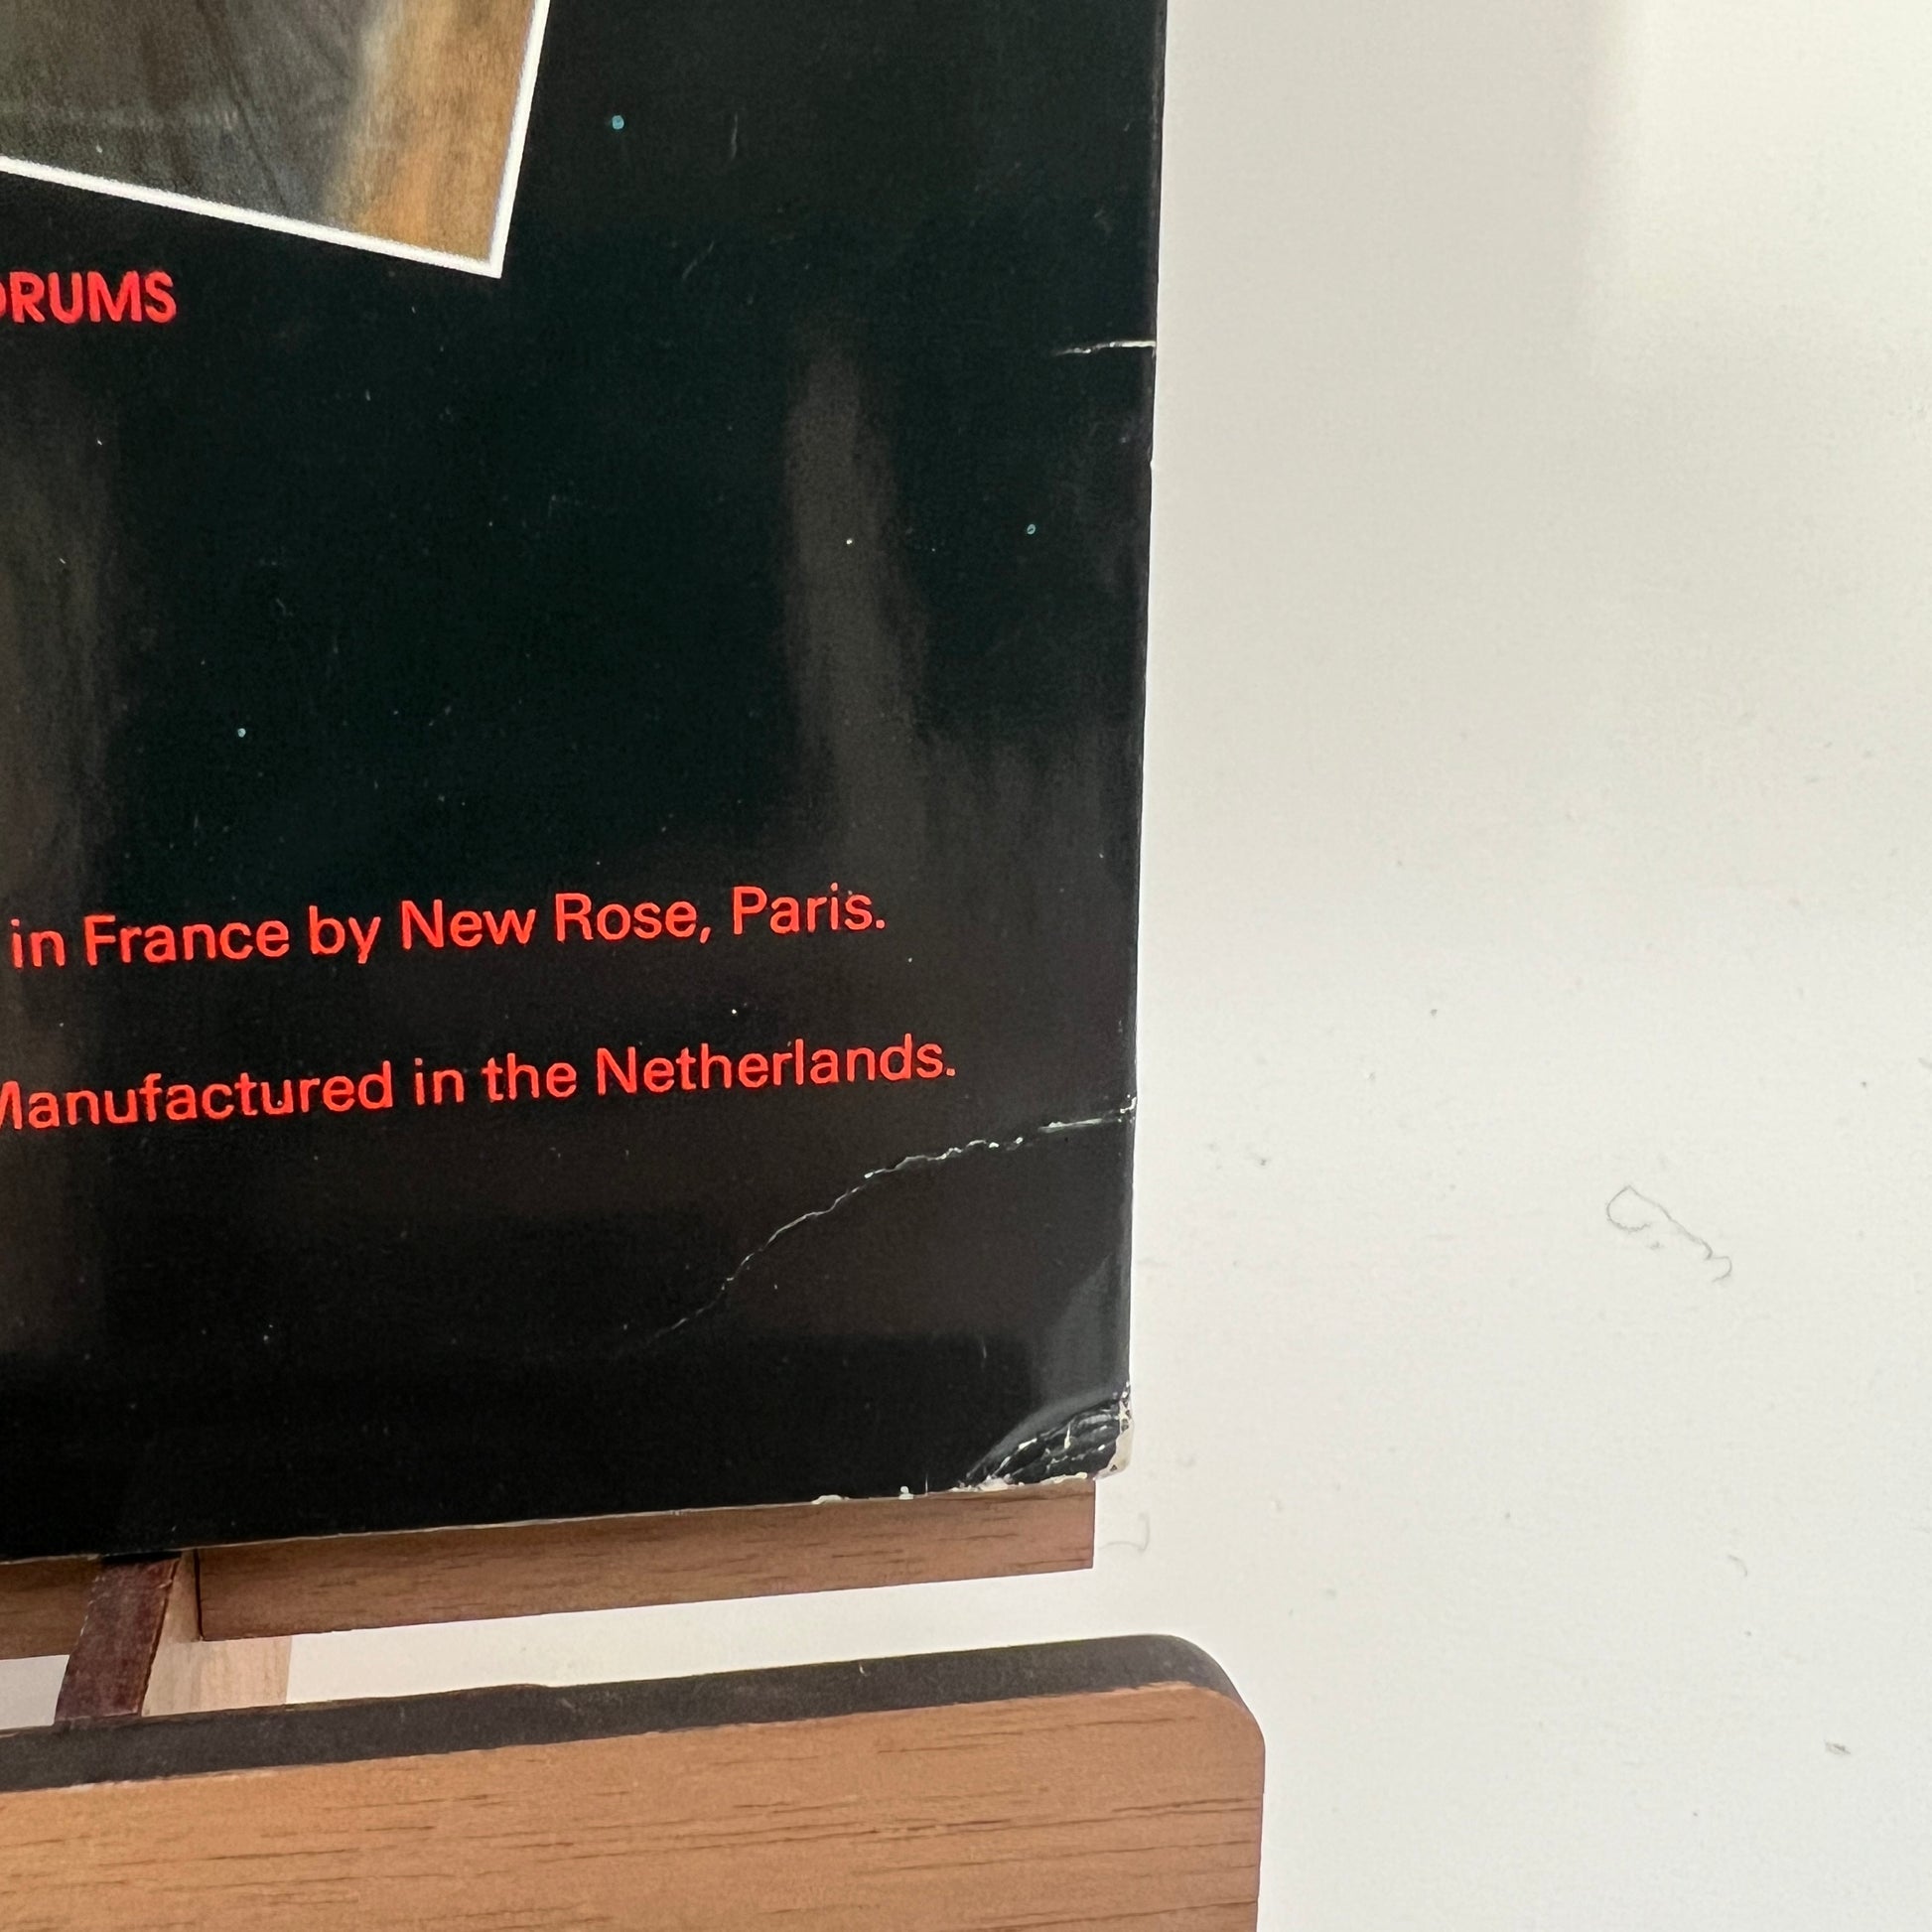 DRUMS
in France by New Rose, Paris.
Manufactured in the Netherlands.